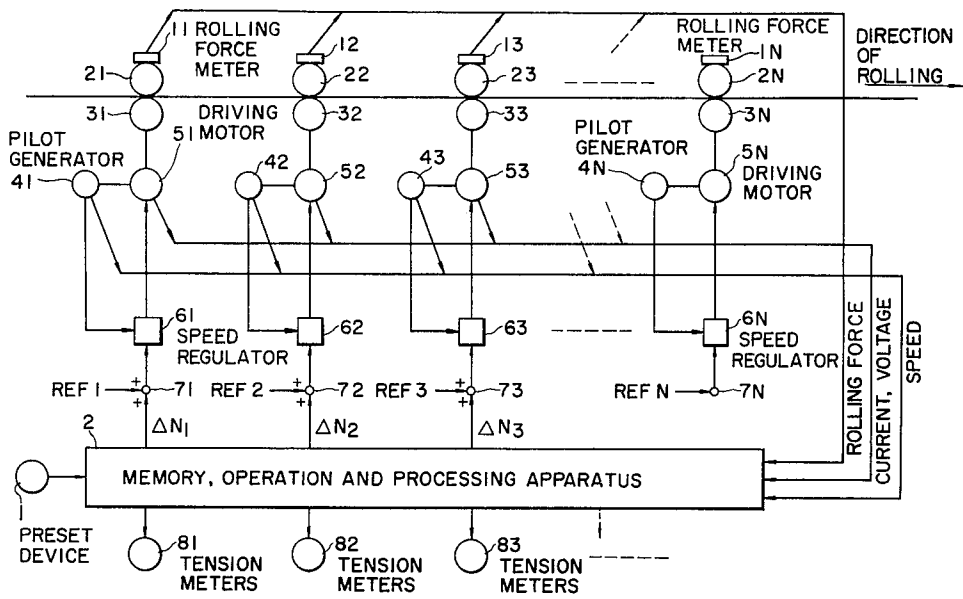 11 ROLLING
FORCE
METER
12
13
ROLLING
FORCE METER
1N
DIRECTION
OF
ROLLING
21
22
23
2N
31
DRIVING
MOTOR
32
33
3N
PILOT
GENERATOR
41
51
42
52
43
53
PILOT
GENERATOR
4N
5N
DRIVING
MOTOR
61
SPEED
REGULATOR
62
63
6N
SPEED
REGULATOR
ROLLING FORCE
CURRENT, VOLTAGE
SPEED
REF 1
+
+
71
REF 2
+
+
72
REF 3
+
+
73
REF N
7N
ΔN1
ΔN2
ΔN3
2
MEMORY, OPERATION AND PROCESSING APPARATUS
1
PRESET
DEVICE
81
TENSION
METERS
82
TENSION
METERS
83
TENSION
METERS